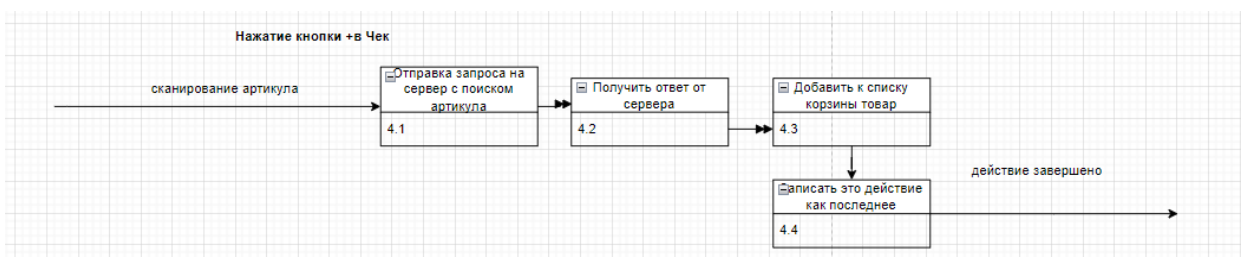 Нажатие кнопки +в Чек
сканирование артикула
Отправка запроса на
сервер с поиском
артикула
4.1
Получить ответ от
сервера
4.2
Добавить к списку
корзины товар
4.3
аписать это действие
как последнее
4.4
действие завершено